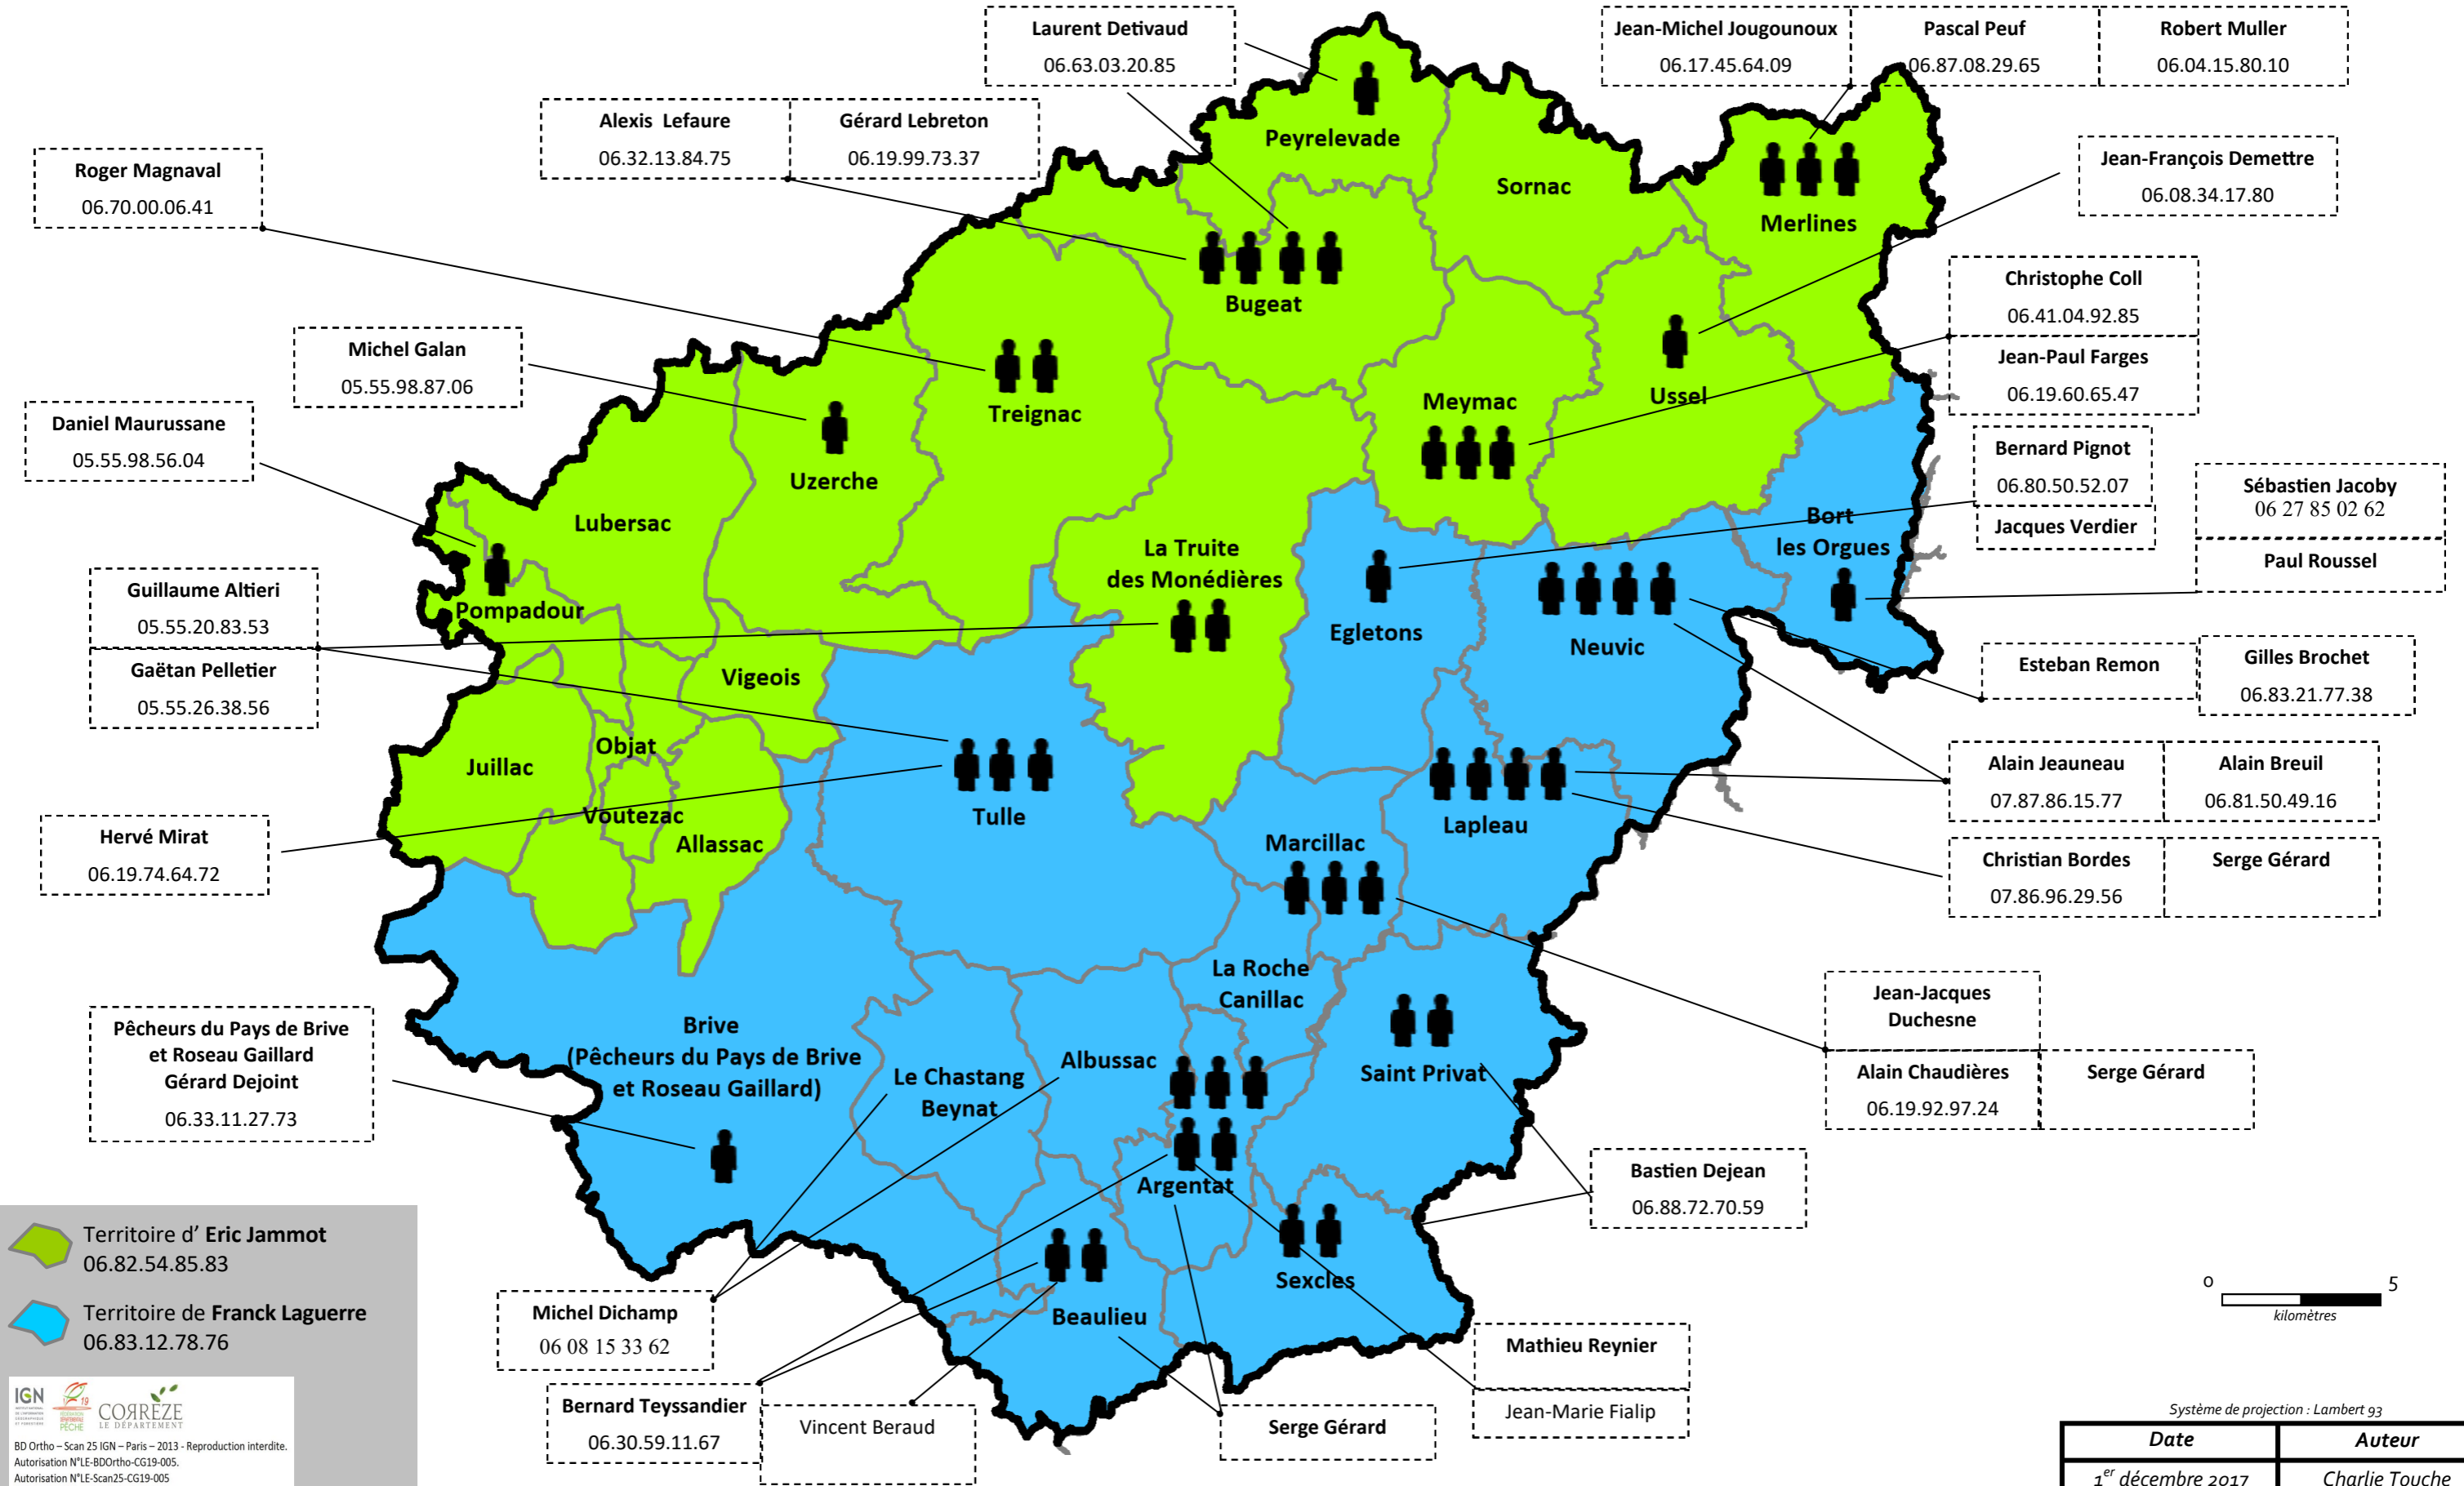 Laurent Detivaud
06.63.03.20.85
Jean-Michel Jougounoux
06.17.45.64.09
Pascal Peuf
06.87.08.29.65
Robert Muller
06.04.15.80.10
Alexis  Lefaure
06.32.13.84.75
Gérard Lebreton
06.19.99.73.37
Roger Magnaval
06.70.00.06.41
Jean-François Demettre
06.08.34.17.80
Peyrelevade
Sornac
Merlines
Bugeat
Christophe Coll
06.41.04.92.85
Jean-Paul Farges
06.19.60.65.47
Michel Galan
05.55.98.87.06
Treignac
Meymac
Ussel
Daniel Maurussane
05.55.98.56.04
Uzerche
Lubersac
Bernard Pignot
06.80.50.52.07
Jacques Verdier
Sébastien Jacoby
06 27 85 02 62
Paul Roussel
Bort
les Orgues
La Truite
des Monédières
Guillaume Altieri
05.55.20.83.53
Gaëtan Pelletier
05.55.26.38.56
Pompadour
Egletons
Neuvic
Vigeois
Esteban Remon
Gilles Brochet
06.83.21.77.38
Objat
Juillac
Voutezac
Allassac
Tulle
Lapleau
Marcillac
Alain Jeauneau
07.87.86.15.77
Alain Breuil
06.81.50.49.16
Hervé Mirat
06.19.74.64.72
Christian Bordes
07.86.96.29.56
Serge Gérard
La Roche
Canillac
Jean-Jacques
Duchesne
Alain Chaudières
06.19.92.97.24
Serge Gérard
Pêcheurs du Pays de Brive
et Roseau Gaillard
Gérard Dejoint
06.33.11.27.73
Brive
(Pêcheurs du Pays de Brive
et Roseau Gaillard)
Le Chastang
Beynat
Albussac
Saint Privat
Argentat
Bastien Dejean
06.88.72.70.59
Sexcles
Beaulieu
Territoire d' Eric Jammot
06.82.54.85.83
Territoire de Franck Laguerre
06.83.12.78.76
Michel Dichamp
06 08 15 33 62
Bernard Teyssandier
06.30.59.11.67
Vincent Beraud
Serge Gérard
Mathieu Reynier
Jean-Marie Fialip
0 5
kilomètres
IGN
19
PÊCHE
CORRÈZE
LE DÉPARTEMENT
BD Ortho – Scan 25 IGN – Paris – 2013 - Reproduction interdite.
Autorisation N°LE-BDOrtho-CG19-005.
Autorisation N°LE-Scan25-CG19-005
Système de projection : Lambert 93
Date
Auteur
1er décembre 2017
Charlie Touche